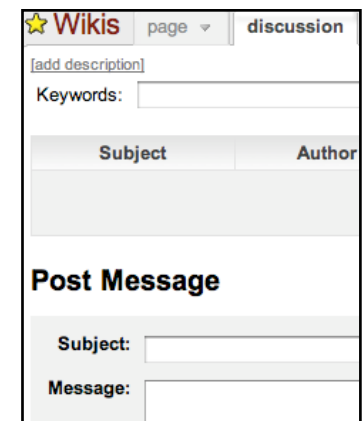 Wikis page discussion
[add description]
Keywords:
Subject Author
Post Message
Subject:
Message: